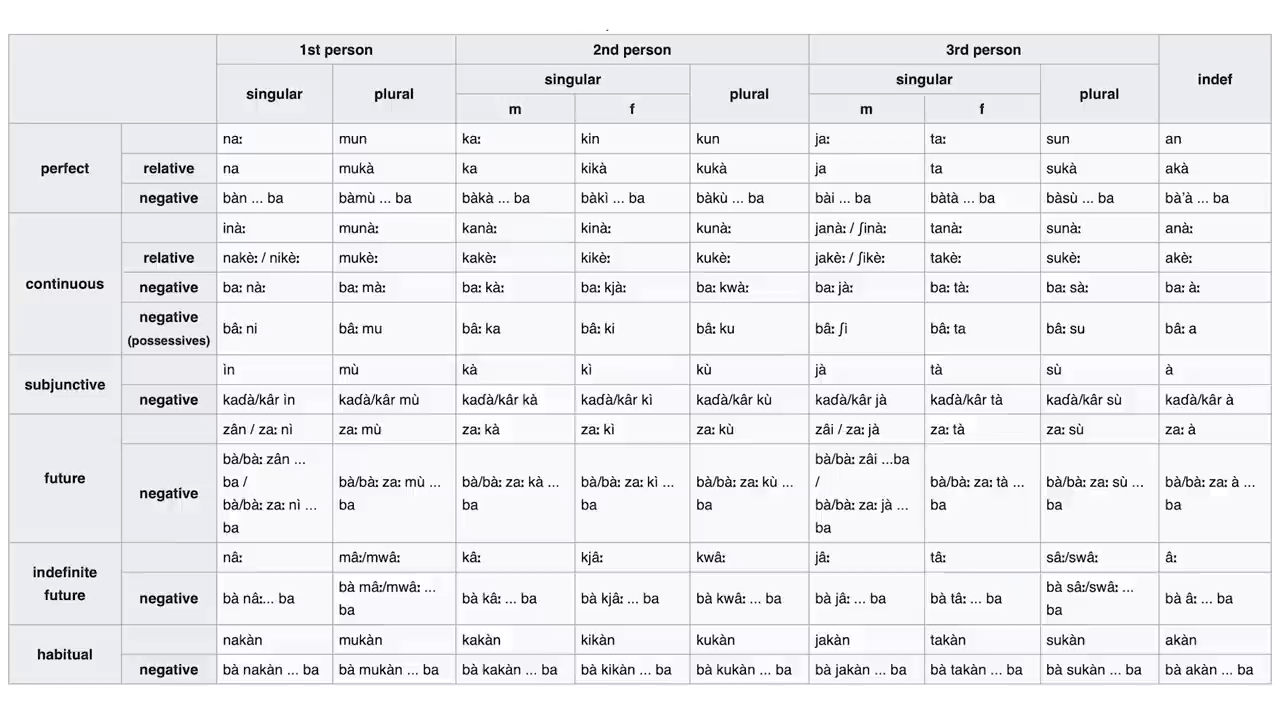 1st person 2nd person 3rd person indef
singular plural singular plural singular plural
m f m f
perfect naː mun kaː kin kun jaː taː sun an
relative na mukà ka kikà kukà ja ta sukà akà
negative bàn ... ba bàmù ... ba bàkà ... ba bàkì ... ba bàkù ... ba bài ... ba bàtà ... ba bàsù ... ba bà’à ... ba
continuous inàː munàː kanàː kinàː kunàː janàː / ʃinàː tanàː sunàː anàː
relative nakèː / nikèː mukèː kakèː kikèː kukèː jakèː / ʃikèː takèː sukèː akèː
negative baː nàː baː màː baː kàː baː kjàː baː kwàː baː jàː baː tàː baː sàː baː àː
negative (possessives) bâː ni bâː mu bâː ka bâː ki bâː ku bâː ʃì bâː ta bâː su bâː a
subjunctive ìn mù kà kì kù jà tà sù à
negative kaɗà/kâr ìn kaɗà/kâr mù kaɗà/kâr kà kaɗà/kâr kì kaɗà/kâr kù kaɗà/kâr jà kaɗà/kâr tà kaɗà/kâr sù kaɗà/kâr à
future zân / zaː nì zaː mù zaː kà zaː kì zaː kù zâi / zaː jà zaː tà zaː sù zaː à
negative bà/bàː zân ... ba / bà/bàː zaː nì ... ba bà/bàː zaː mù ... ba bà/bàː zaː kà ... ba bà/bàː zaː kì ... ba bà/bàː zaː kù ... ba bà/bàː zâi ...ba / bà/bàː zaː jà ... ba bà/bàː zaː tà ... ba bà/bàː zaː sù ... ba bà/bàː zaː à ... ba
indefinite future nâː mâː/mwâː kâː kjâː kwâː jâː tâː sâː/swâː âː
negative bà nâː... ba bà mâː/mwâː ... ba bà kâː ... ba bà kjâː ... ba bà kwâː ... ba bà jâː ... ba bà tâː ... ba bà sâː/swâː ... ba bà âː ... ba
habitual nakàn mukàn kakàn kikàn kukàn jakàn takàn sukàn akàn
negative bà nakàn ... ba bà mukàn ... ba bà kakàn ... ba bà kikàn ... ba bà kukàn ... ba bà jakàn ... ba bà takàn ... ba bà sukàn ... ba bà akàn ... ba